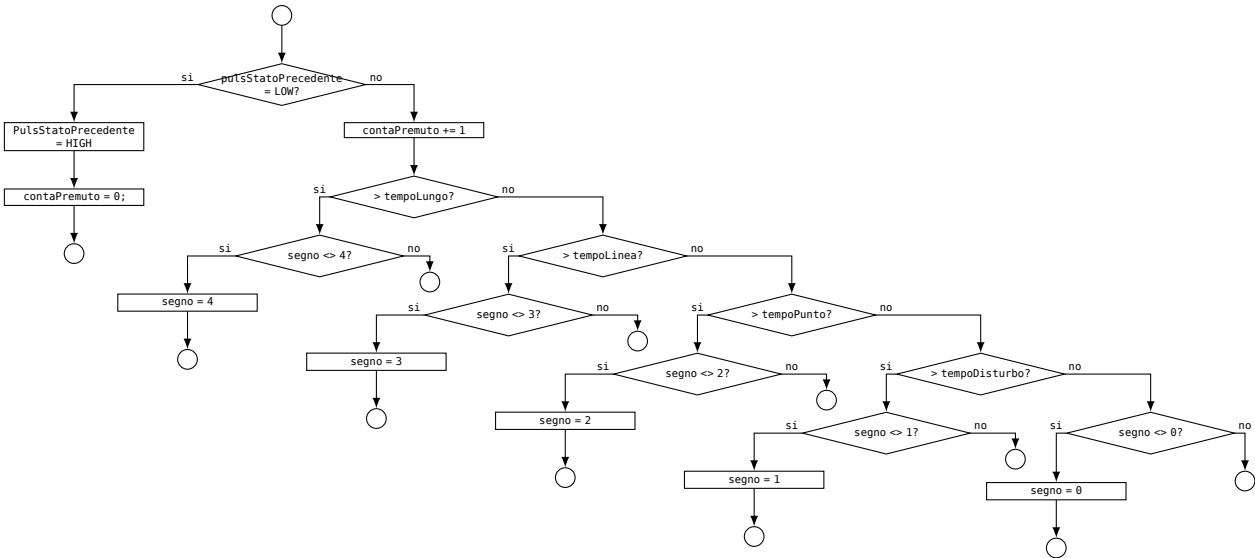 pulsStatoPrecedente
= LOW?
si
no
PulsStatoPrecedente
= HIGH
contaPremuto += 1
contaPremuto = 0;
> tempoLungo?
si
no
segno <> 4?
si
no
> tempoLinea?
si
no
segno = 4
segno <> 3?
si
no
> tempoPunto?
si
no
segno = 3
segno <> 2?
si
no
> tempoDisturbo?
si
no
segno = 2
segno <> 1?
si
no
segno <> 0?
si
no
segno = 1
segno = 0